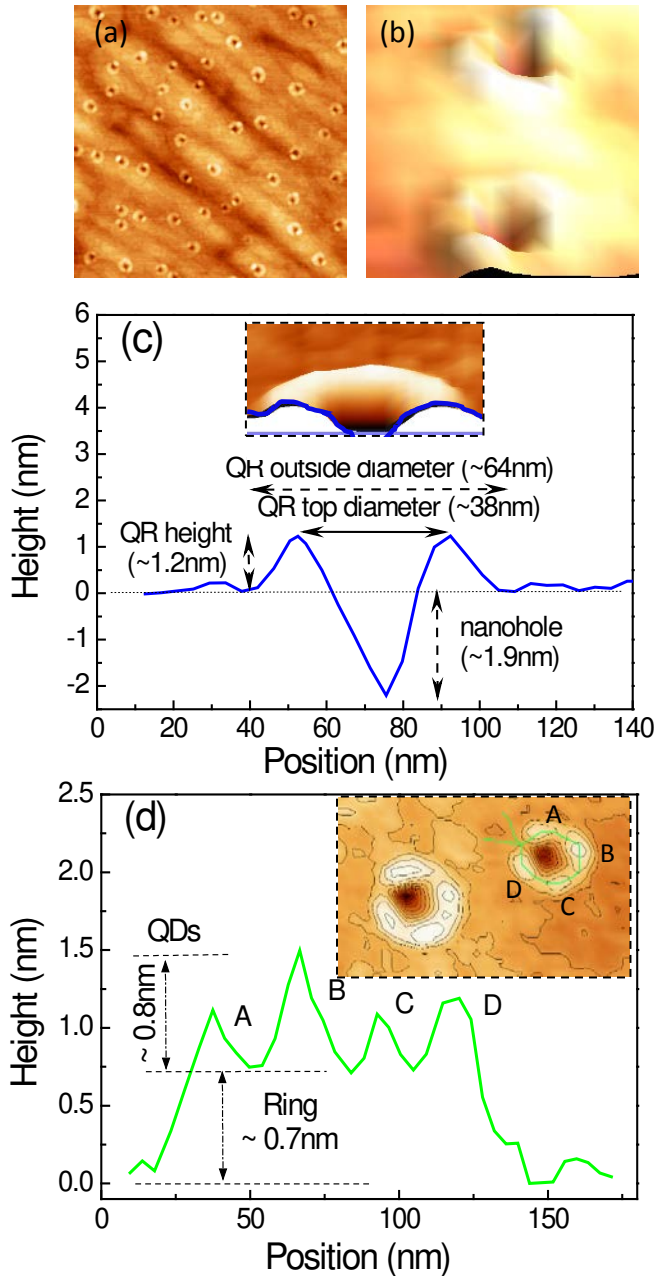 (a)
(b)
(c)
6
5
4
3
2
1
0
-1
-2
Height (nm)
QR outside diameter (~64nm)
QR top diameter (~38nm)
QR height
(~1.2nm)
nanohole
(~1.9nm)
0 20 40 60 80 100 120 140
Position (nm)
(d)
2.5
2.0
1.5
1.0
0.5
0.0
Height (nm)
A
B
C
D
QDs
~ 0.8nm
A
B
C
D
Ring
~ 0.7nm
0 50 100 150
Position (nm)